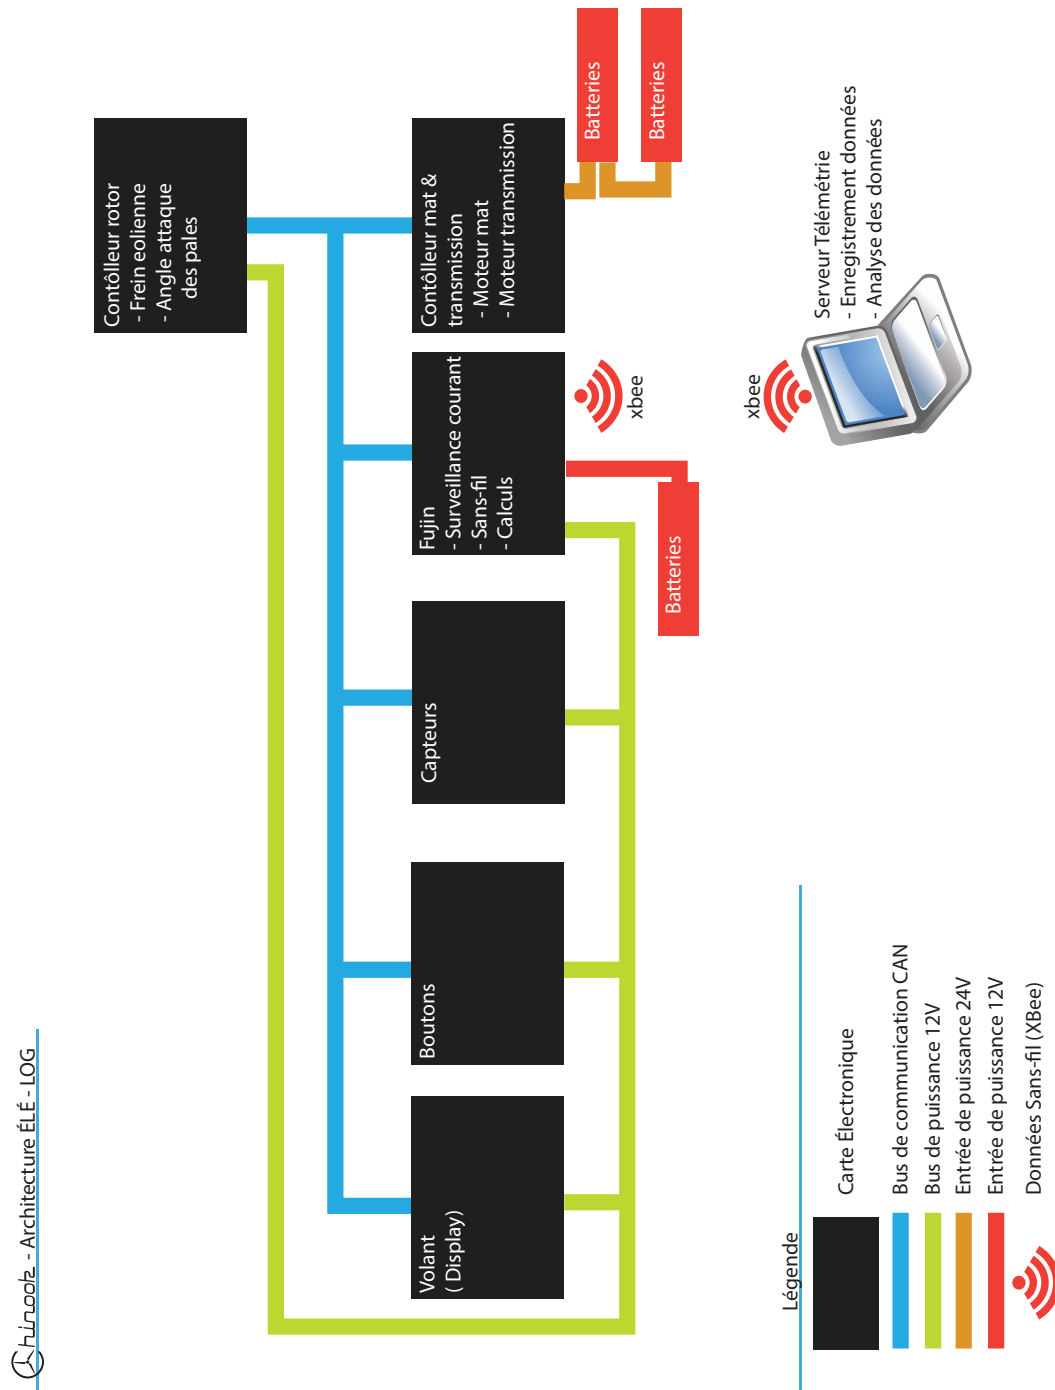 Chinook - Architecture ÉLÉ - LOG
Contôlleur rotor
- Frein eolienne
- Angle attaque
des pales
Volant
( Display)
Boutons
Capteurs
Fujin
- Surveillance courant
- Sans-fil
- Calculs
Contôlleur mat &
transmission
- Moteur mat
- Moteur transmission
Batteries
Batteries
Batteries
xbee
xbee
Serveur Télémétrie
- Enregistrement données
- Analyse des données
Légende
Carte Électronique
Bus de communication CAN
Bus de puissance 12V
Entrée de puissance 24V
Entrée de puissance 12V
Données Sans-fil (XBee)